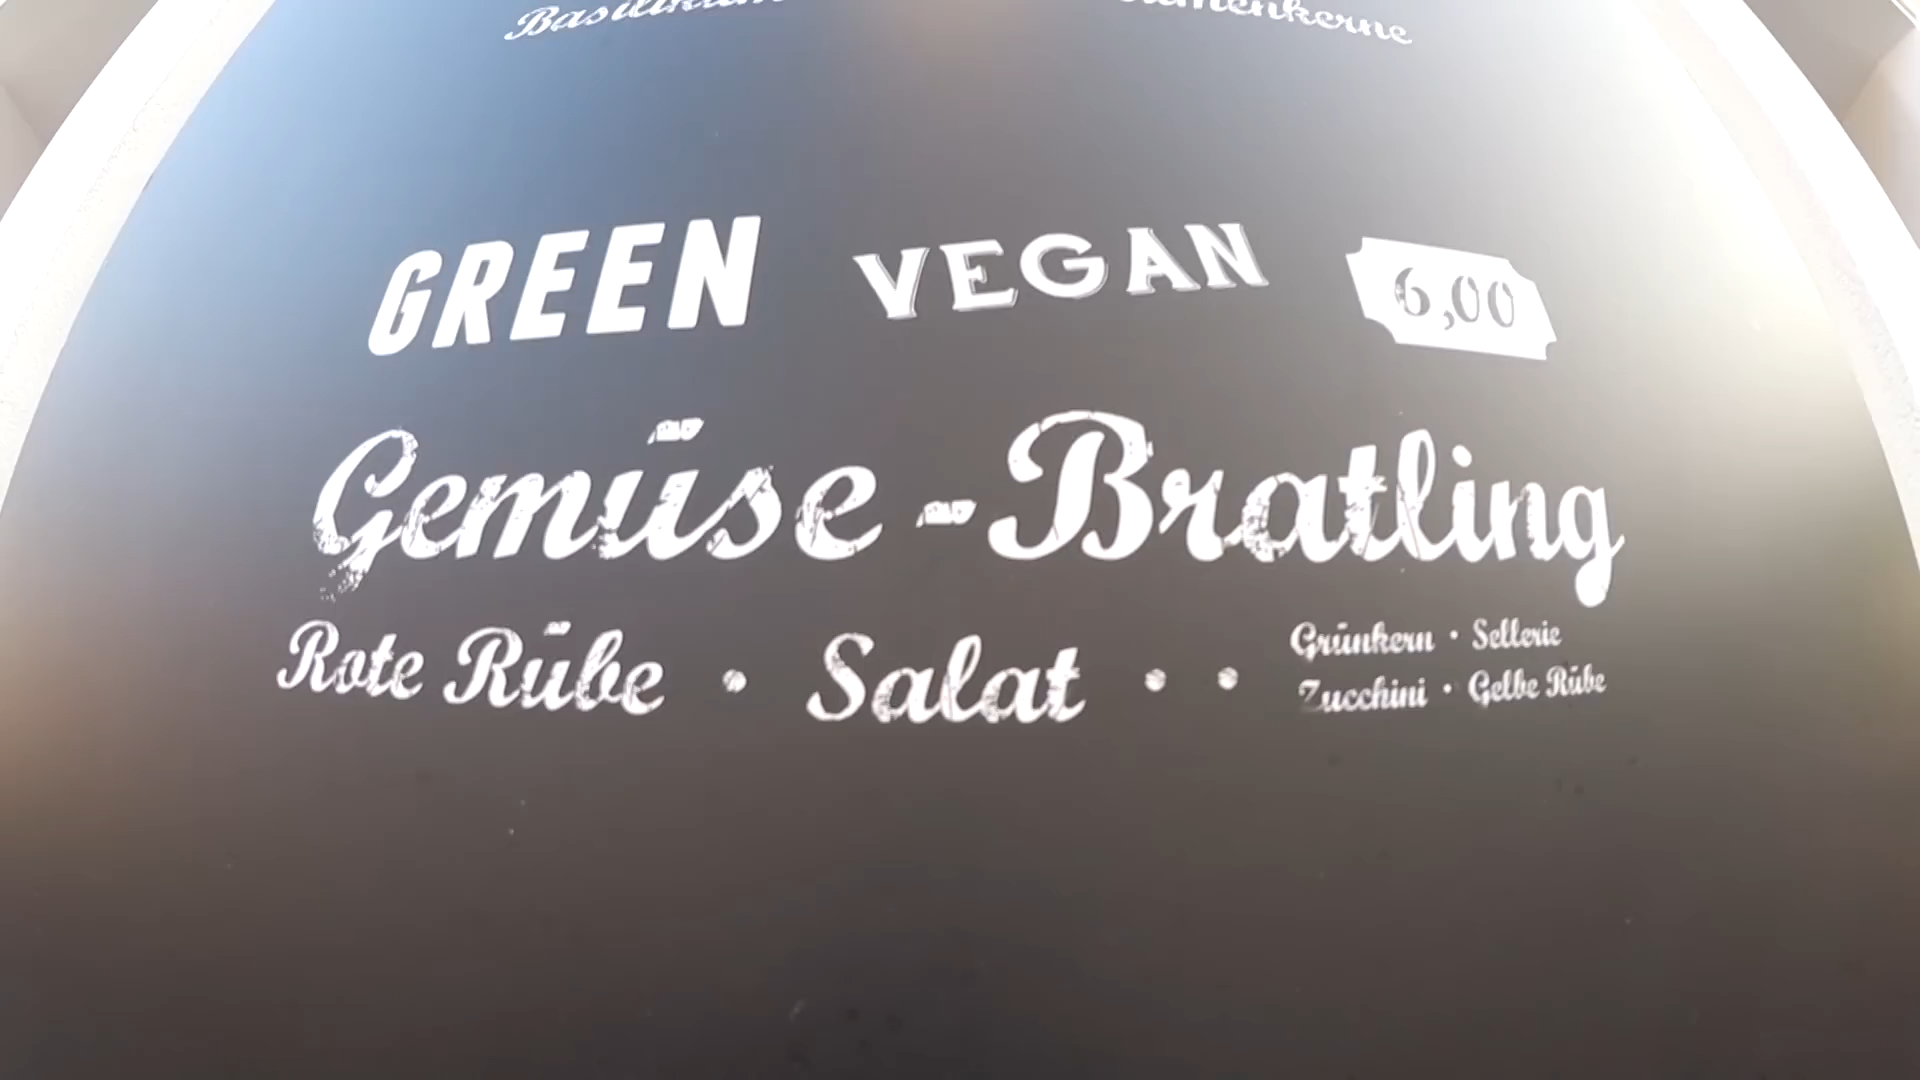 GREEN VEGAN 6,00
Gemüse-Bratling
Rote Rübe • Salat • •
Grünkern • Sellerie
Zucchini • Gelbe Rübe